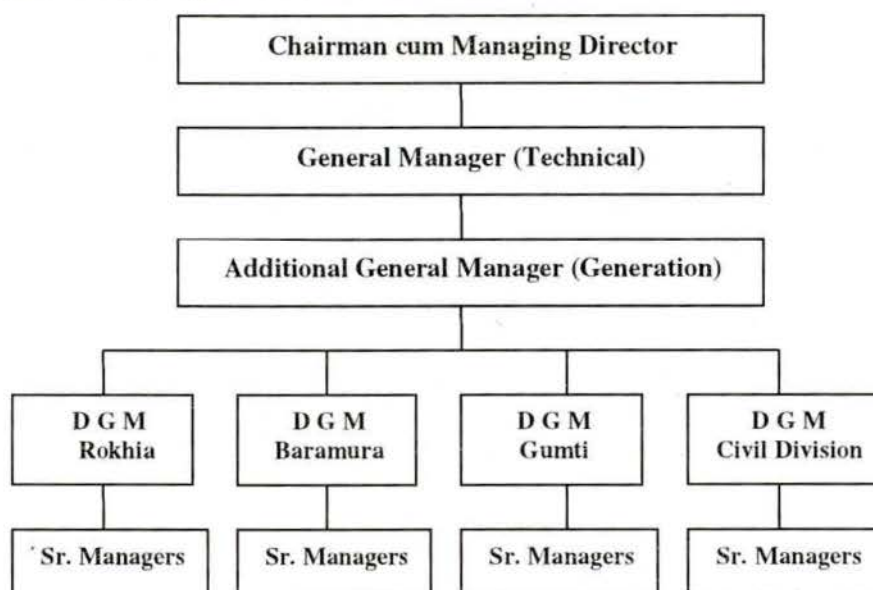 Chairman cum Managing Director
General Manager (Technical)
Additional General Manager (Generation)
D G M
Rokhia
D G M
Baramura
D G M
Gumti
D G M
Civil Division
Sr. Managers
Sr. Managers
Sr. Managers
Sr. Managers